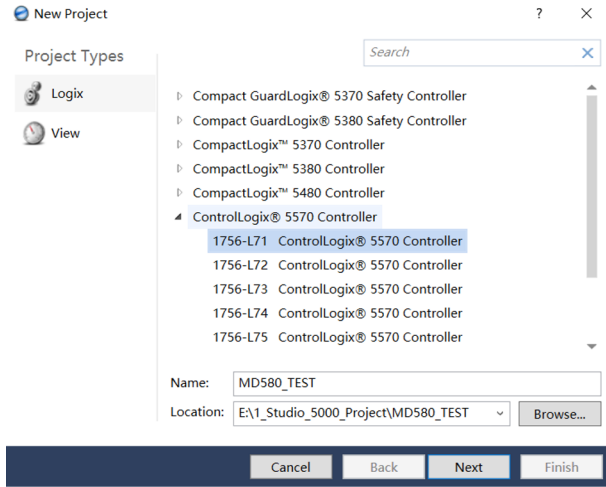 New Project
?
Project Types
Search
Logix
View
Compact GuardLogix® 5370 Safety Controller
Compact GuardLogix® 5380 Safety Controller
CompactLogix™ 5370 Controller
CompactLogix™ 5380 Controller
CompactLogix™ 5480 Controller
ControlLogix® 5570 Controller
1756-L71 ControlLogix® 5570 Controller
1756-L72 ControlLogix® 5570 Controller
1756-L73 ControlLogix® 5570 Controller
1756-L74 ControlLogix® 5570 Controller
1756-L75 ControlLogix® 5570 Controller
Name: MD580_TEST
Location: E:\1_Studio_5000_Project\MD580_TEST Browse...
Cancel Back Next Finish